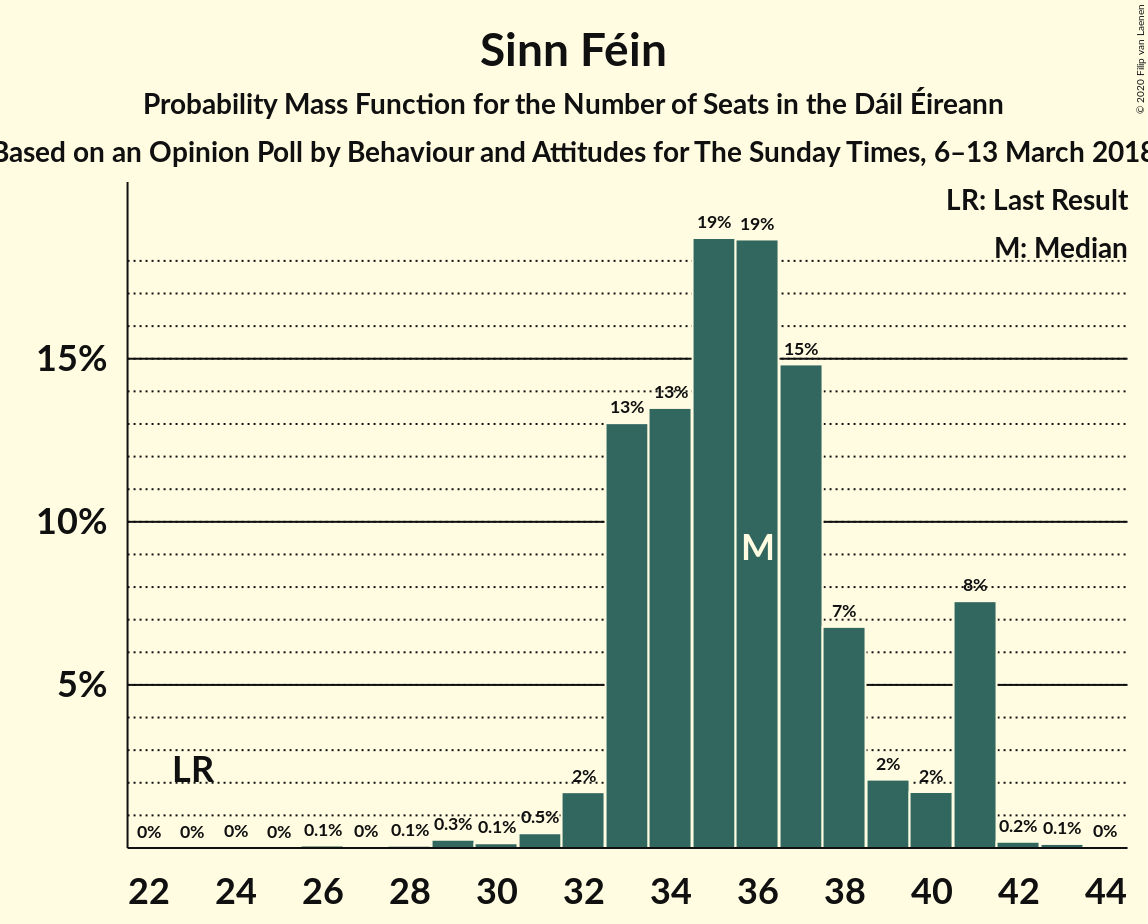 © 2020 Filip van Laenen
Sinn Féin
Probability Mass Function for the Number of Seats in the Dáil Éireann
Based on an Opinion Poll by Behaviour and Attitudes for The Sunday Times, 6–13 March 2018
LR: Last Result
M: Median
19% 19%
15%
15%
13% 13%
10%
M
8%
7%
5%
LR
2% 2% 2%
0% 0% 0% 0% 0.1% 0% 0.1% 0.3% 0.1% 0.5% 0.2% 0.1% 0%
22 24 26 28 30 32 34 36 38 40 42 44